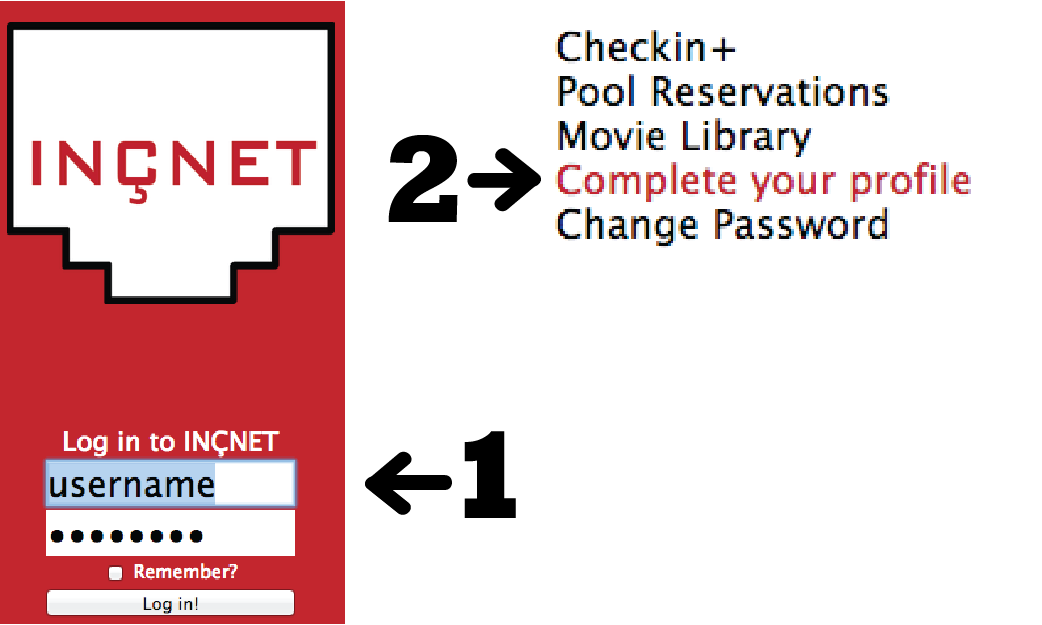 INÇNET
Log in to INÇNET
username
••••••••
Remember?
Log in!
2→
←1
Checkin+
Pool Reservations
Movie Library
Complete your profile
Change Password